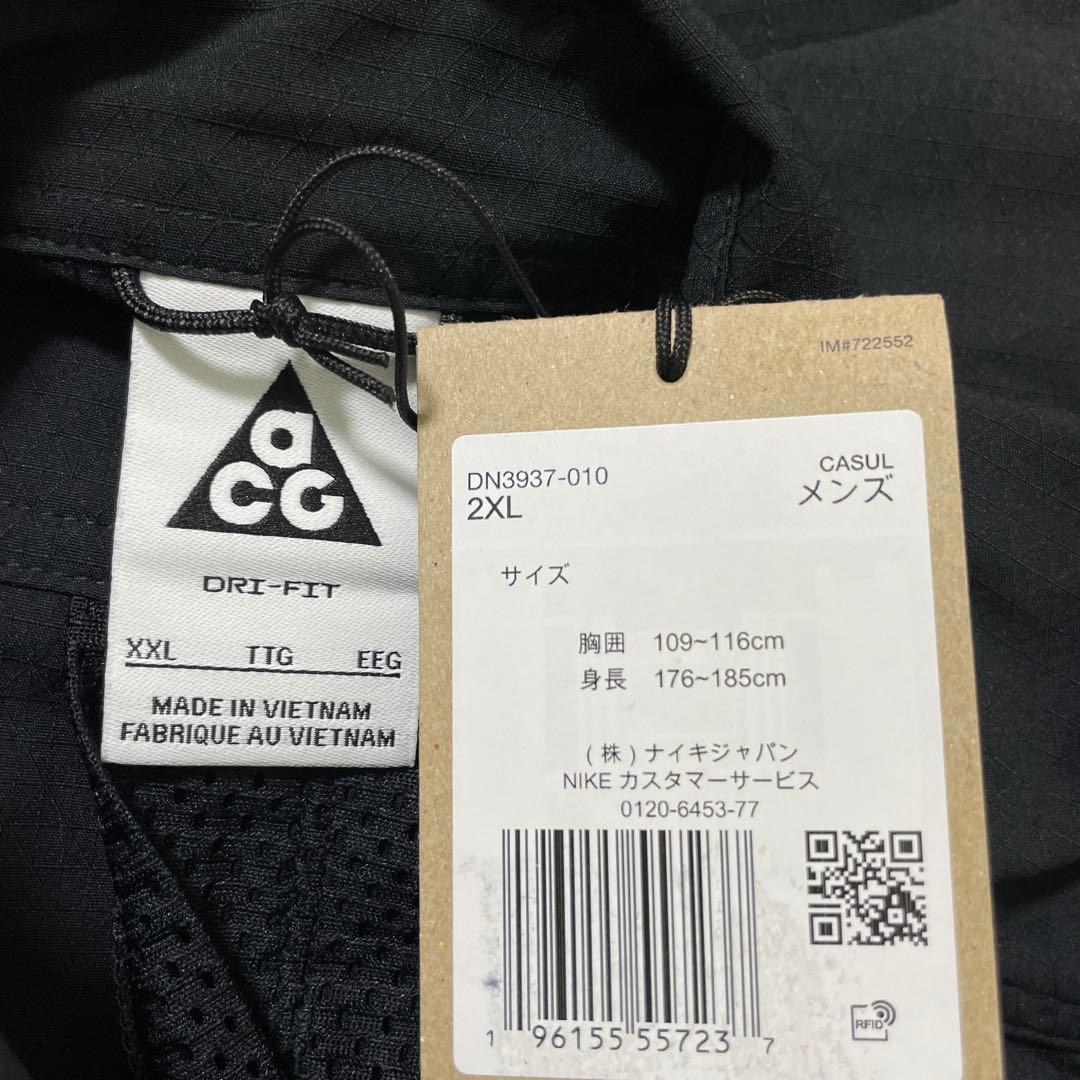 aCG
DRI-FIT
XXL TTG EEG
MADE IN VIETNAM
FABRIQUE AU VIETNAM
IM#722552
DN3937-010
2XL
CASUL
メンズ
サイズ
胸囲 109~116cm
身長 176~185cm
(株)ナイキジャパン
NIKE カスタマーサービス
0120-6453-77
1 96155 55723 7
RFID